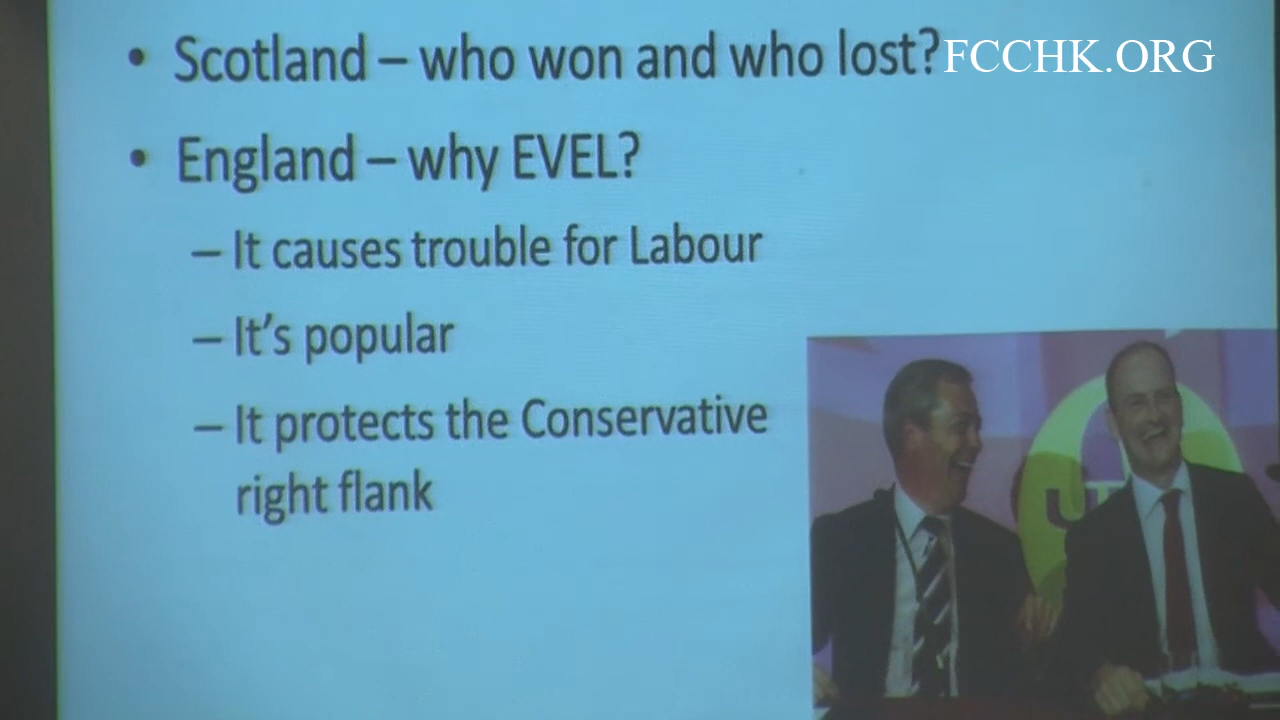 • Scotland – who won and who lost?
FCCHK.ORG
• England – why EVEL?
– It causes trouble for Labour
– It's popular
– It protects the Conservative
right flank